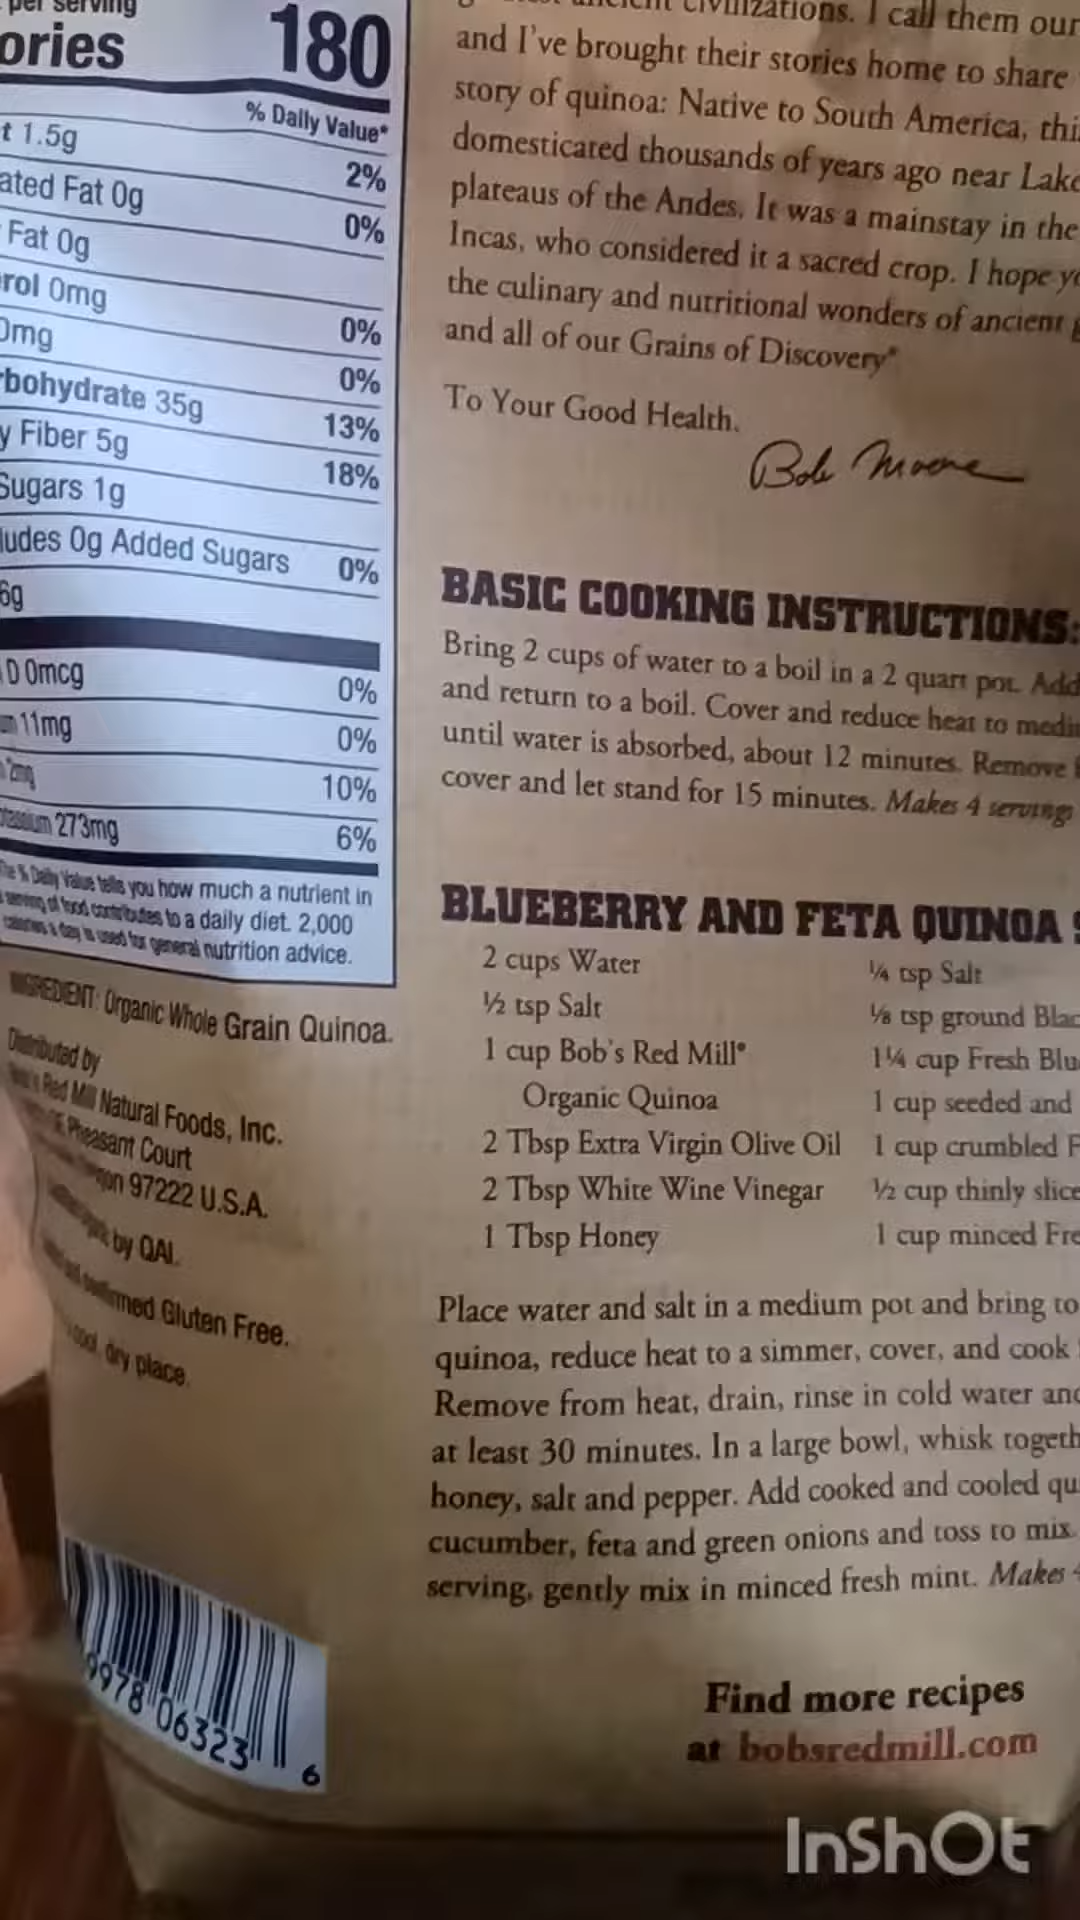 per serving
ories 180
% Daily Value*
t 1.5g 2%
ated Fat 0g 0%
Fat 0g
rol 0mg 0%
0mg 0%
bohydrate 35g 13%
y Fiber 5g 18%
Sugars 1g
ludes 0g Added Sugars 0%
6g
D 0mcg 0%
11mg 0%
2mg 10%
tassium 273mg 6%
The % Daily Value tells you how much a nutrient in
serving of food contributes to a daily diet. 2,000
calories a day is used for general nutrition advice.
INGREDIENT: Organic Whole Grain Quinoa.
Distributed by
Bob's Red Mill Natural Foods, Inc.
Pheasant Court
97222 U.S.A.
by QAI.
confirmed Gluten Free.
cool, dry place.
9978 06323 6
civilizations. I call them our
and I've brought their stories home to share
story of quinoa: Native to South America, thi
domesticated thousands of years ago near Lake
plateaus of the Andes. It was a mainstay in the
Incas, who considered it a sacred crop. I hope yo
the culinary and nutritional wonders of ancient g
and all of our Grains of Discovery®
To Your Good Health,
Bob Moore
BASIC COOKING INSTRUCTIONS:
Bring 2 cups of water to a boil in a 2 quart pot. Add
and return to a boil. Cover and reduce heat to mediu
until water is absorbed, about 12 minutes. Remove
cover and let stand for 15 minutes. Makes 4 servings
BLUEBERRY AND FETA QUINOA S
2 cups Water
½ tsp Salt
1 cup Bob's Red Mill®
Organic Quinoa
2 Tbsp Extra Virgin Olive Oil
2 Tbsp White Wine Vinegar
1 Tbsp Honey
¼ tsp Salt
⅛ tsp ground Blac
1¼ cup Fresh Blu
1 cup seeded and
1 cup crumbled F
½ cup thinly slice
1 cup minced Fre
Place water and salt in a medium pot and bring to
quinoa, reduce heat to a simmer, cover, and cook
Remove from heat, drain, rinse in cold water and
at least 30 minutes. In a large bowl, whisk togeth
honey, salt and pepper. Add cooked and cooled qu
cucumber, feta and green onions and toss to mix.
serving, gently mix in minced fresh mint. Makes 4
Find more recipes
at bobsredmill.com
InShOt